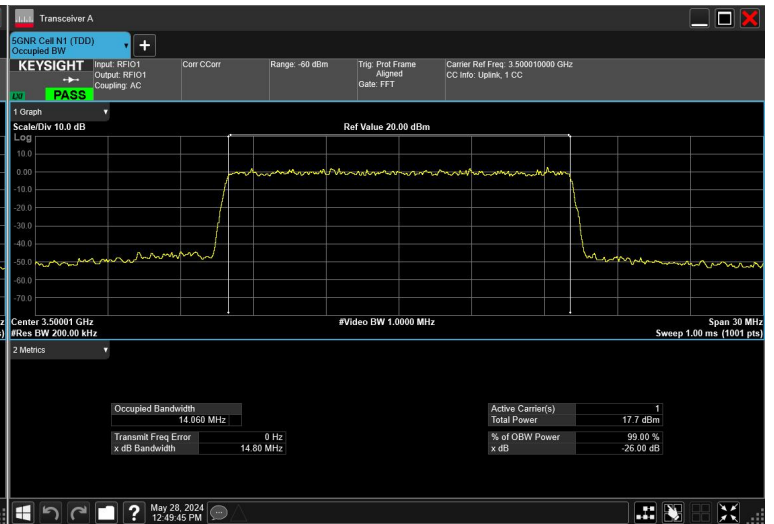 Transceiver A
5GNR Cell N1 (TDD)
Occupied BW
KEYSIGHT
LXI
PASS
Input: RFIO1
Output: RFIO1
Coupling: AC
Corr CCorr
Range: -60 dBm
Trig: Prot Frame
Aligned
Gate: FFT
Carrier Ref Freq: 3.500010000 GHz
CC Info: Uplink, 1 CC
1 Graph
Scale/Div 10.0 dB
Ref Value 20.00 dBm
Log
10.0
0.00
-10.0
-20.0
-30.0
-40.0
-50.0
-60.0
-70.0
Center 3.50001 GHz
#Video BW 1.0000 MHz
Span 30 MHz
#Res BW 200.00 kHz
Sweep 1.00 ms (1001 pts)
2 Metrics
Occupied Bandwidth
14.060 MHz
Active Carrier(s) 1
Total Power 17.7 dBm
Transmit Freq Error 0 Hz
x dB Bandwidth 14.80 MHz
% of OBW Power 99.00 %
x dB -26.00 dB
?
May 28, 2024
12:49:45 PM